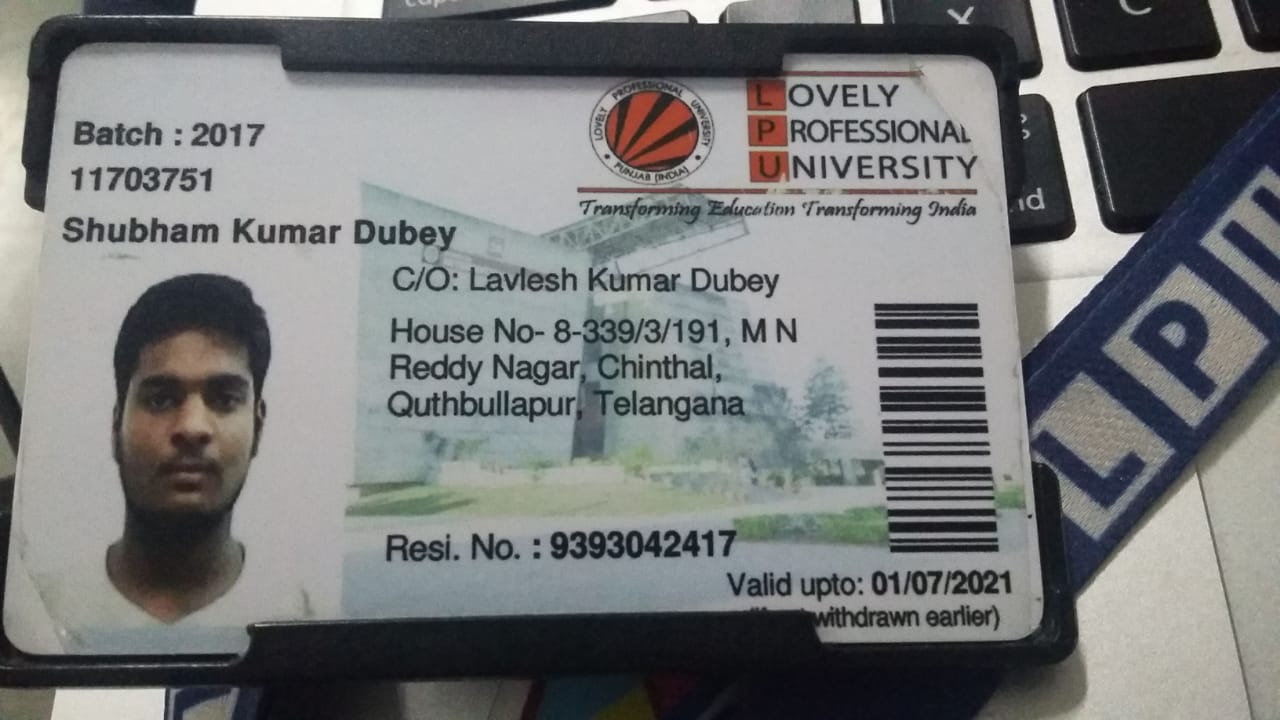 Batch : 2017
11703751
Shubham Kumar Dubey
LOVELY PROFESSIONAL UNIVERSITY
PUNJAB (INDIA)
LOVELY
PROFESSIONAL
UNIVERSITY
Transforming Education Transforming India
C/O: Lavlesh Kumar Dubey
House No- 8-339/3/191, M N
Reddy Nagar, Chinthal,
Quthbullapur, Telangana
Resi. No. : 9393042417
Valid upto: 01/07/2021
withdrawn earlier)
X
C
LPU